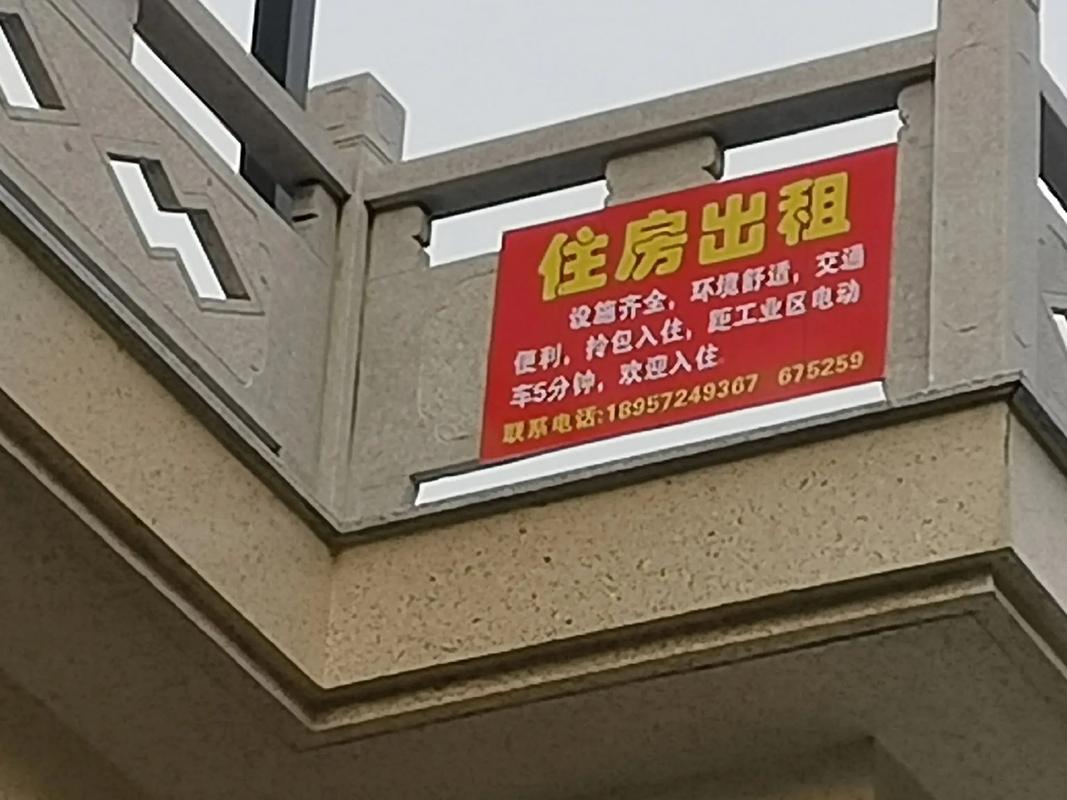 住房出租
设施齐全，环境舒适，交通
便利，拎包入住，距工业区电动
车5分钟，欢迎入住
联系电话:18957249367 675259